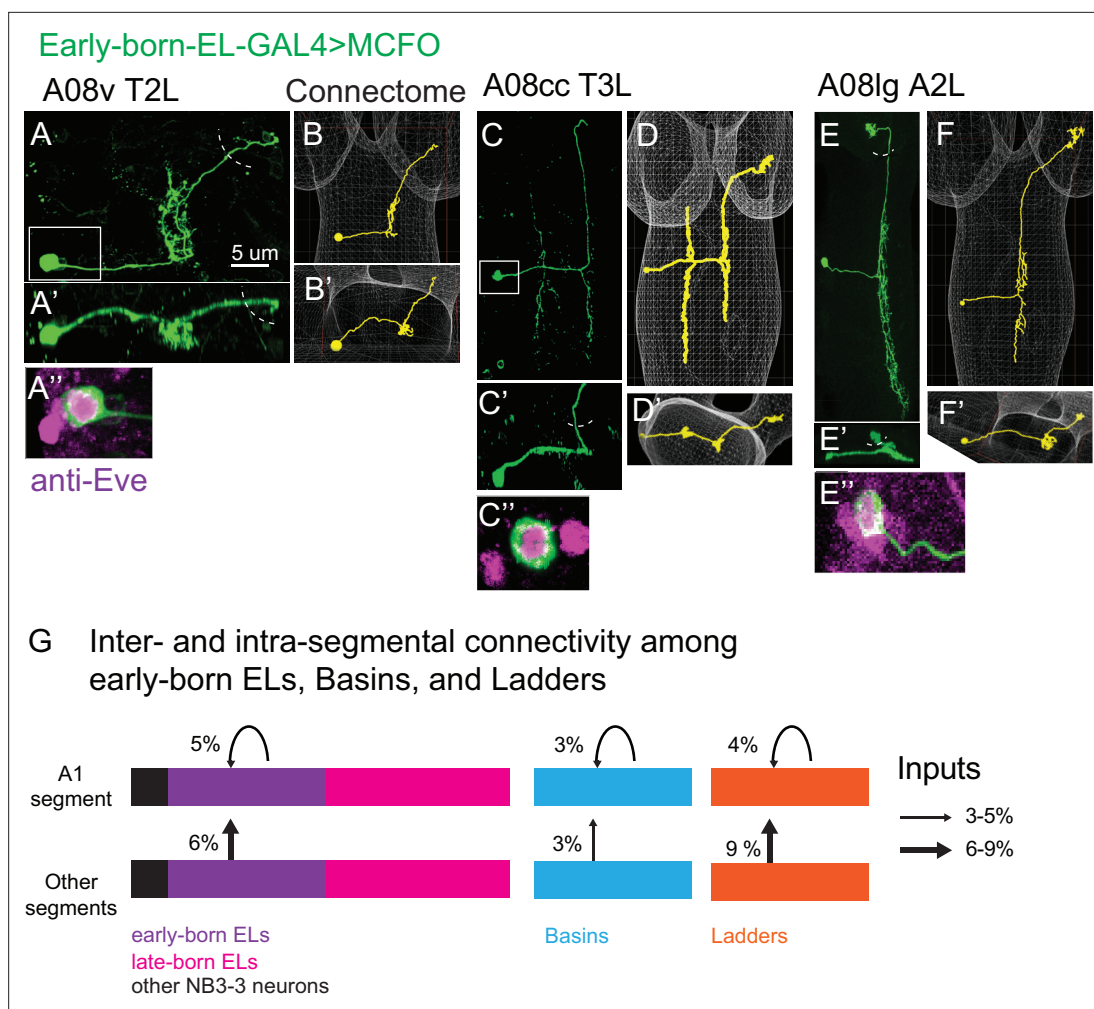 Early-born-EL-GAL4>MCFO
A08v T2L
Connectome
A08cc T3L
A08lg A2L
A
B
C
D
E
F
5 um
A'
B'
C'
D'
E'
F'
A''
C''
E''
anti-Eve
G Inter- and intra-segmental connectivity among
early-born ELs, Basins, and Ladders
5%
3%
4%
A1
segment
Inputs
3-5%
6-9%
6%
3%
9 %
Other
segments
early-born ELs
late-born ELs
other NB3-3 neurons
Basins
Ladders